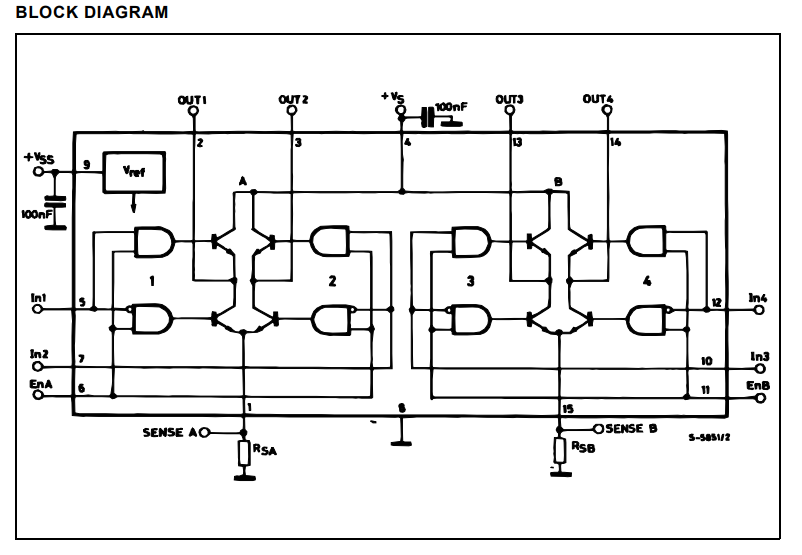 BLOCK DIAGRAM
OUT1 OUT2 +Vs 100nF OUT3 OUT4
2 3 4 13 14
+VSS 9 Vref A B
100nF
1 2 3 4
In1 5 12 In4
In2 7 10 In3
EnA 6 11 EnB
1 8 15
SENSE A SENSE B S-5851/2
RSA RSB